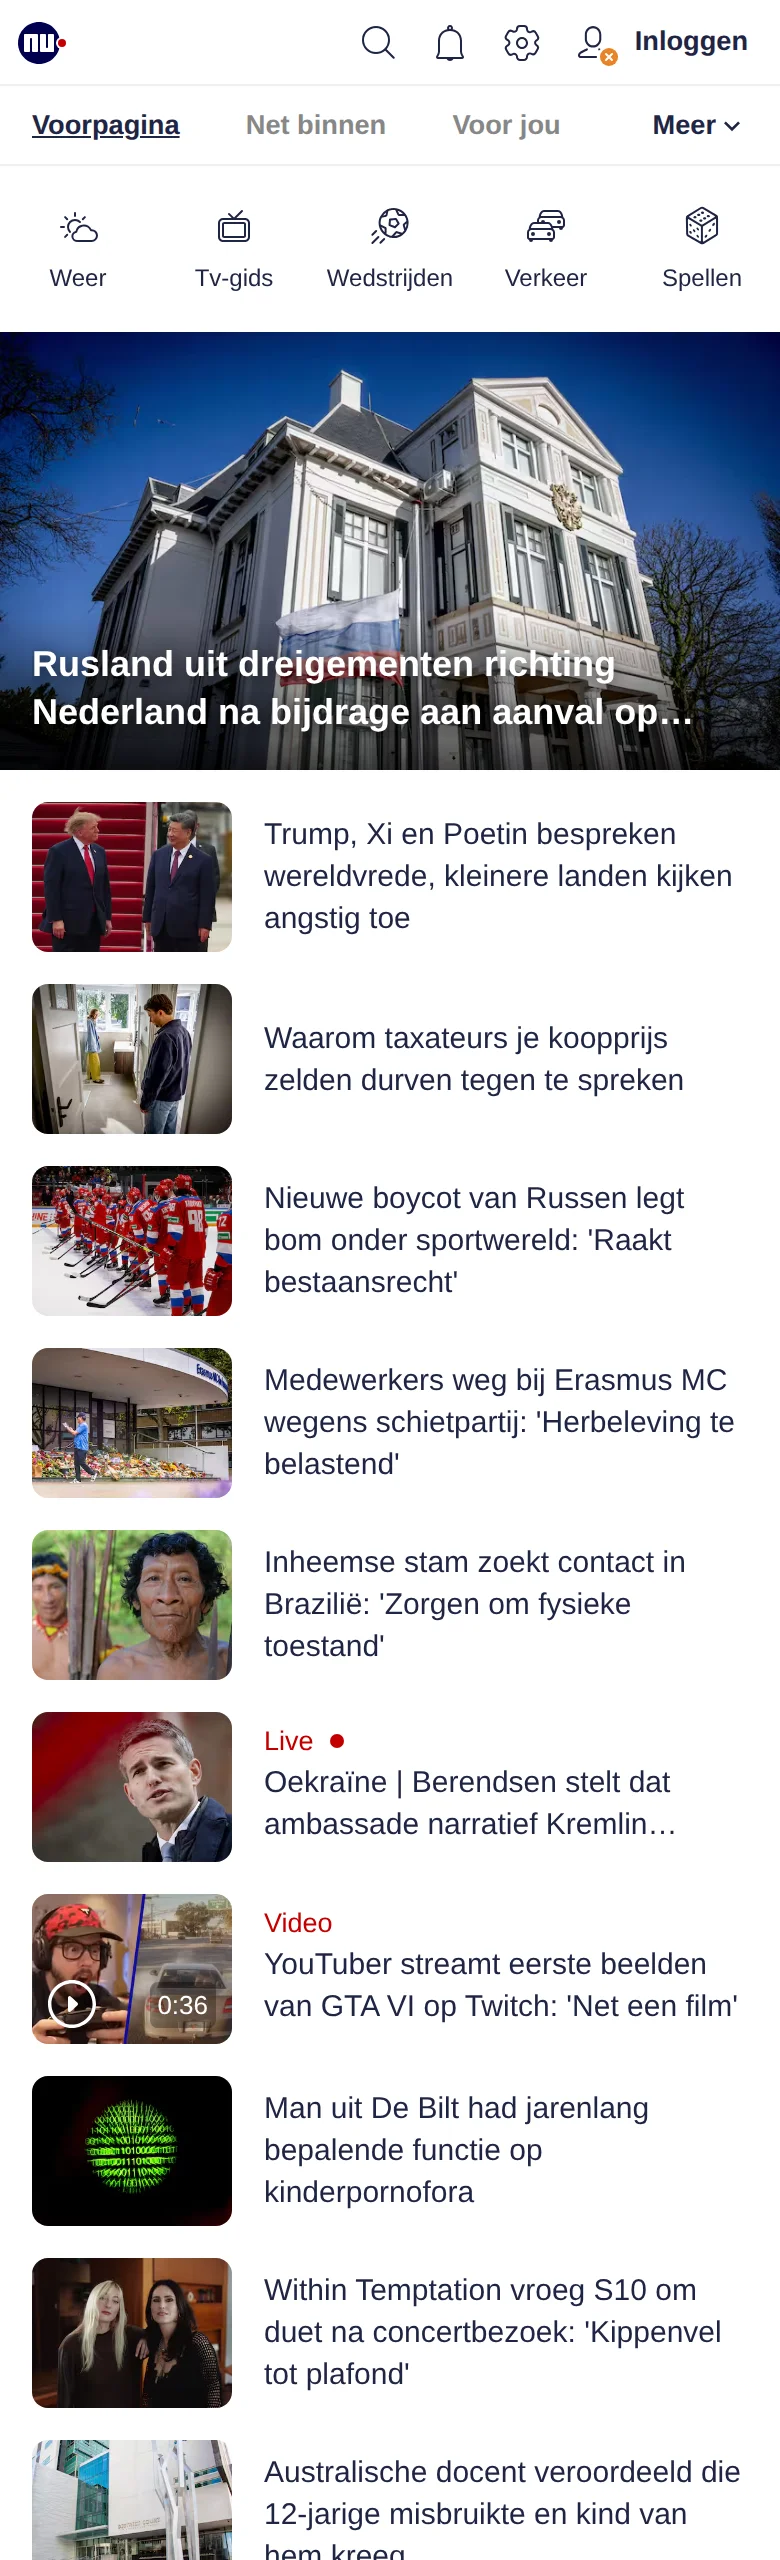 nu
Inloggen
Voorpagina
Net binnen
Voor jou
Meer
Weer
Tv-gids
Wedstrijden
Verkeer
Spellen
Rusland uit dreigementen richting
Nederland na bijdrage aan aanval op...
Trump, Xi en Poetin bespreken
wereldvrede, kleinere landen kijken
angstig toe
Waarom taxateurs je koopprijs
zelden durven tegen te spreken
Nieuwe boycot van Russen legt
bom onder sportwereld: 'Raakt
bestaansrecht'
Medewerkers weg bij Erasmus MC
wegens schietpartij: 'Herbeleving te
belastend'
Inheemse stam zoekt contact in
Brazilië: 'Zorgen om fysieke
toestand'
Live
Oekraïne | Berendsen stelt dat
ambassade narratief Kremlin...
0:36
Video
YouTuber streamt eerste beelden
van GTA VI op Twitch: 'Net een film'
Man uit De Bilt had jarenlang
bepalende functie op
kinderpornofora
Within Temptation vroeg S10 om
duet na concertbezoek: 'Kippenvel
tot plafond'
Australische docent veroordeeld die
12-jarige misbruikte en kind van
hem kreeg